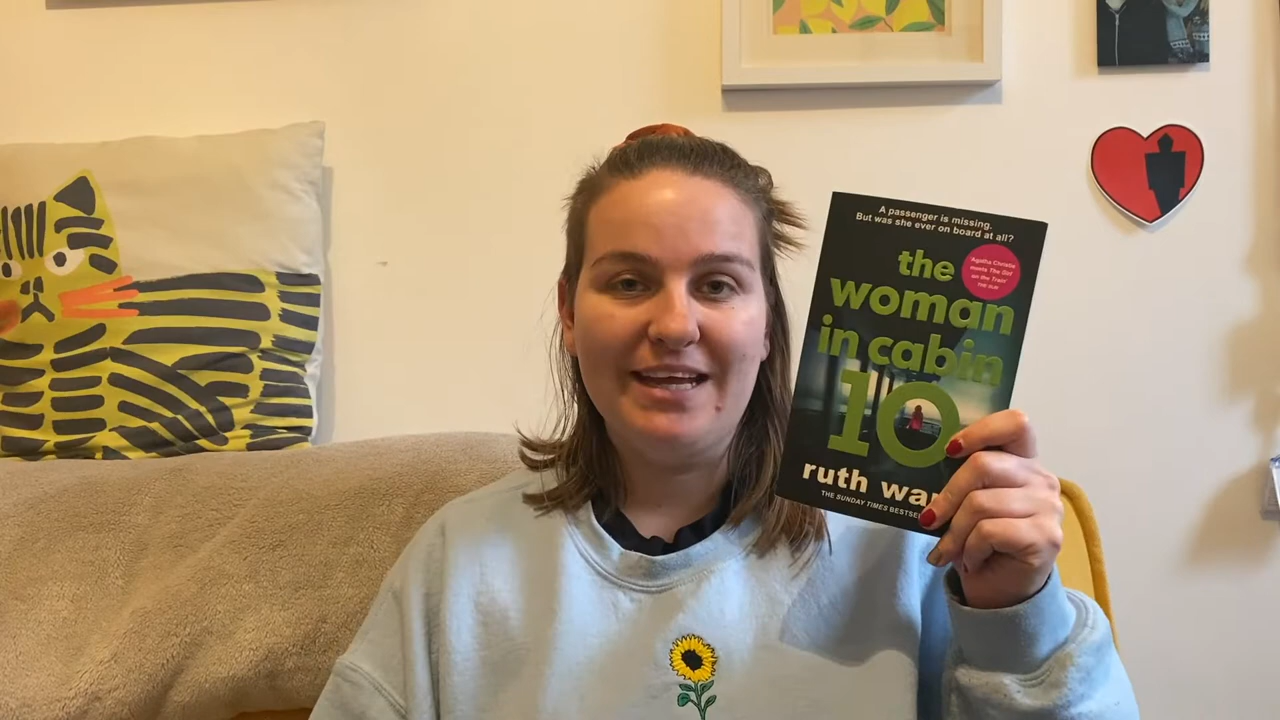 A passenger is missing.
But was she ever on board at all?
the
woman
in cabin
10
Agatha Christie
meets The Girl
on the Train'
THE SUN
ruth wa
THE SUNDAY TIMES